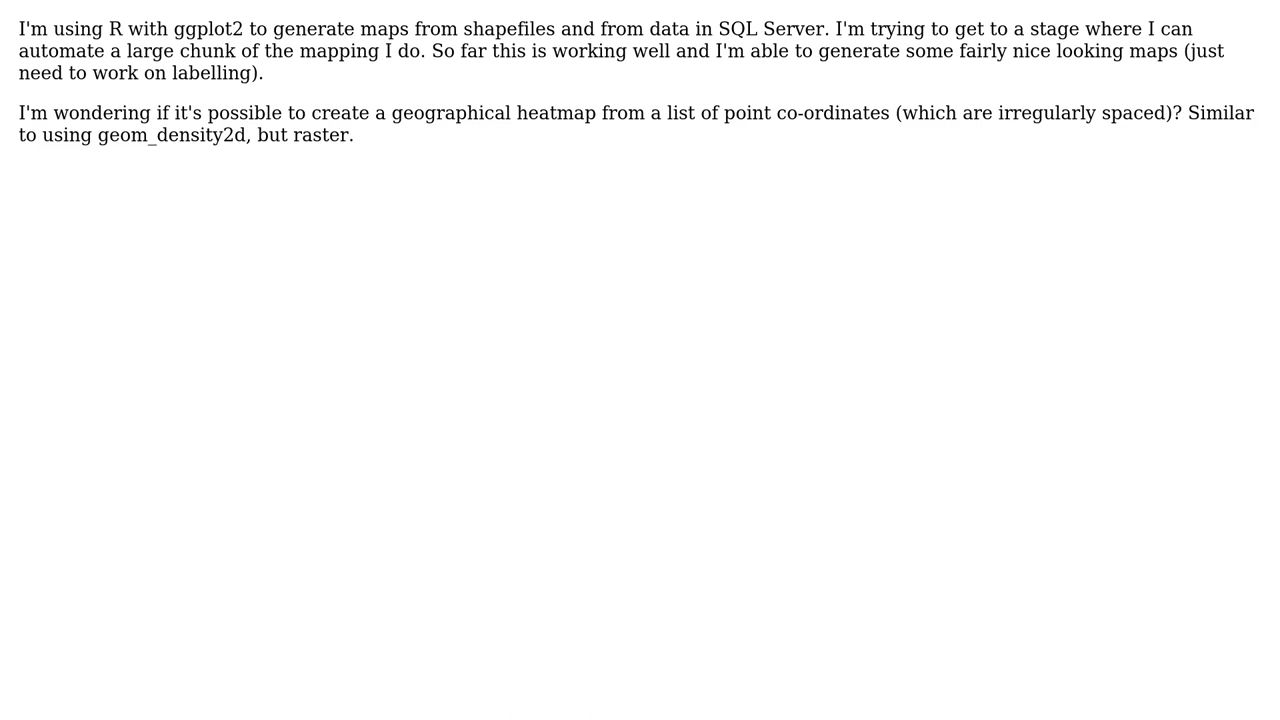 I'm using R with ggplot2 to generate maps from shapefiles and from data in SQL Server. I'm trying to get to a stage where I can
automate a large chunk of the mapping I do. So far this is working well and I'm able to generate some fairly nice looking maps (just
need to work on labelling).
I'm wondering if it's possible to create a geographical heatmap from a list of point co-ordinates (which are irregularly spaced)? Similar
to using geom_density2d, but raster.